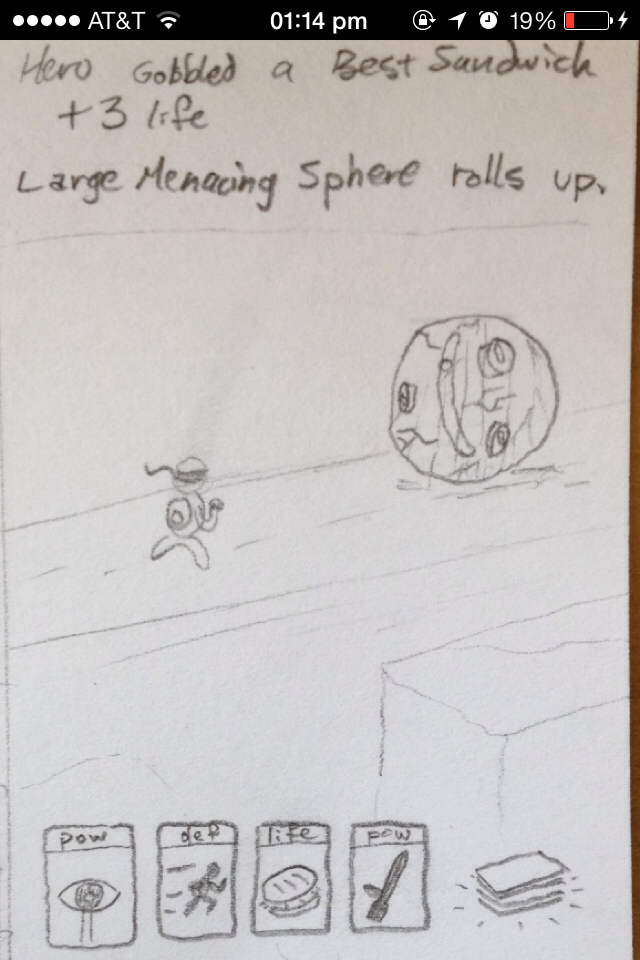 AT&T 01:14 pm 19%
Hero Gobbled a Best Sandwich
+3 life
Large Menacing Sphere rolls up.
pow def life pow